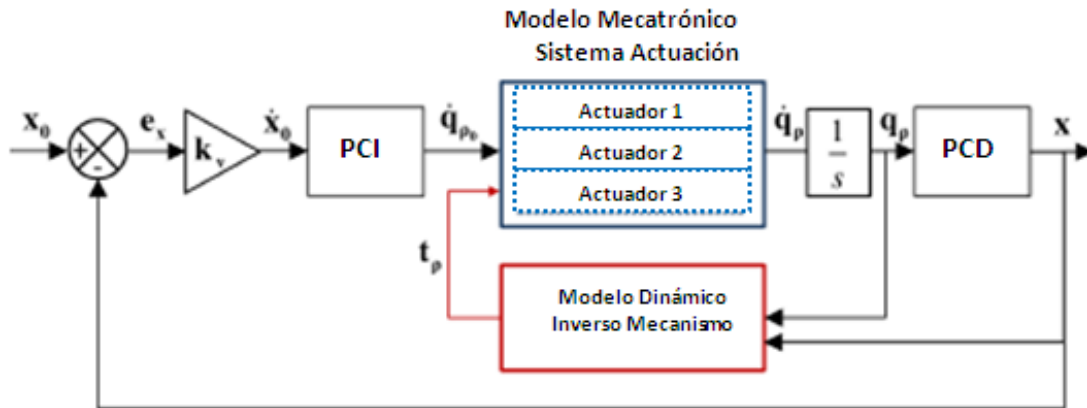 Modelo Mecatrónico
Sistema Actuación
x₀
+
-
eₓ
kᵥ
ẋ₀
PCI
q̇ρ₀
Actuador 1
Actuador 2
Actuador 3
q̇ρ
1
s
qρ
PCD
x
tρ
Modelo Dinámico
Inverso Mecanismo